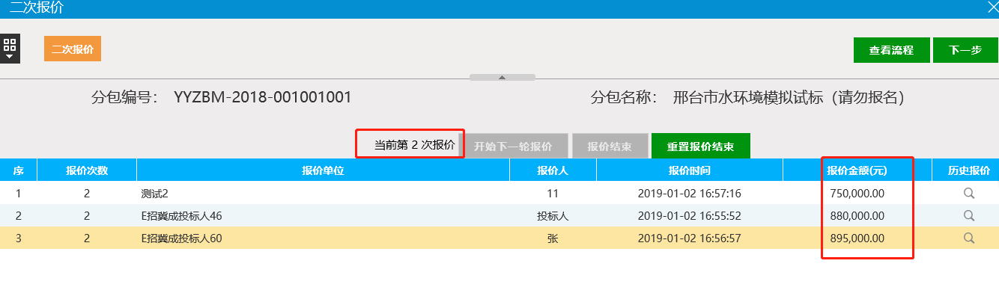 二次报价
二次报价 查看流程 下一步
分包编号： YYZBM-2018-001001001 分包名称： 邢台市水环境模拟试标（请勿报名）
当前第 2 次报价 开始下一轮报价 报价结束 重置报价结束
序 报价次数 报价单位 报价人 报价时间 报价金额(元) 历史报价
1 2 测试2 11 2019-01-02 16:57:16 750,000.00
2 2 E招冀成投标人46 投标人 2019-01-02 16:55:52 880,000.00
3 2 E招冀成投标人60 张 2019-01-02 16:56:57 895,000.00